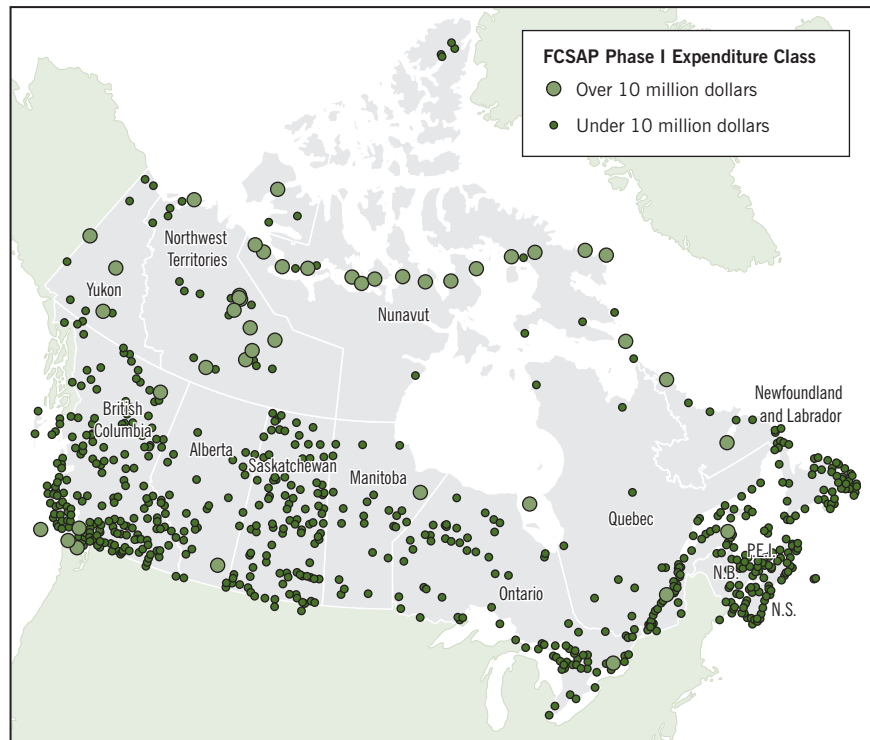 FCSAP Phase I Expenditure Class
Over 10 million dollars
Under 10 million dollars
Northwest
Territories
Yukon
Nunavut
British
Columbia
Alberta
Saskatchewan
Manitoba
Newfoundland
and Labrador
Quebec
Ontario
P.E.I.
N.B.
N.S.